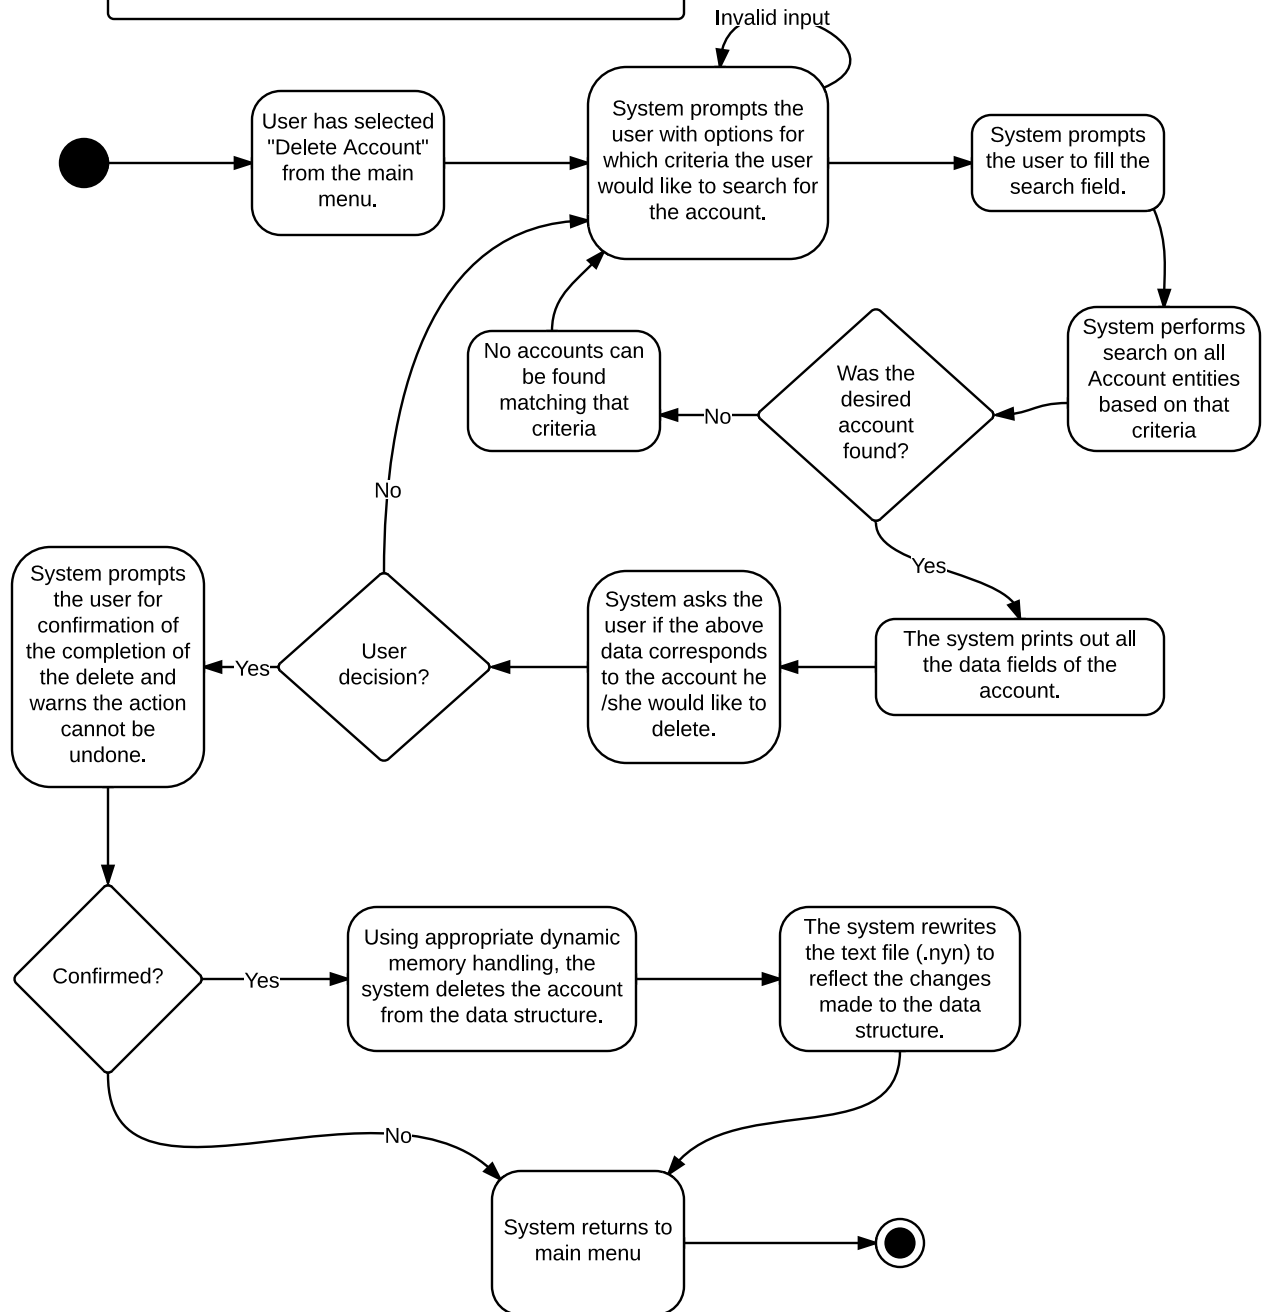 Invalid input
User has selected
"Delete Account"
from the main
menu.
System prompts the
user with options for
which criteria the user
would like to search for
the account.
System prompts
the user to fill the
search field.
System performs
search on all
Account entities
based on that
criteria
Was the
desired
account
found?
No
No accounts can
be found
matching that
criteria
Yes
The system prints out all
the data fields of the
account.
System asks the
user if the above
data corresponds
to the account he
/she would like to
delete.
User
decision?
No
Yes
System prompts
the user for
confirmation of
the completion of
the delete and
warns the action
cannot be
undone.
Confirmed?
Yes
Using appropriate dynamic
memory handling, the
system deletes the account
from the data structure.
The system rewrites
the text file (.nyn) to
reflect the changes
made to the data
structure.
No
System returns to
main menu